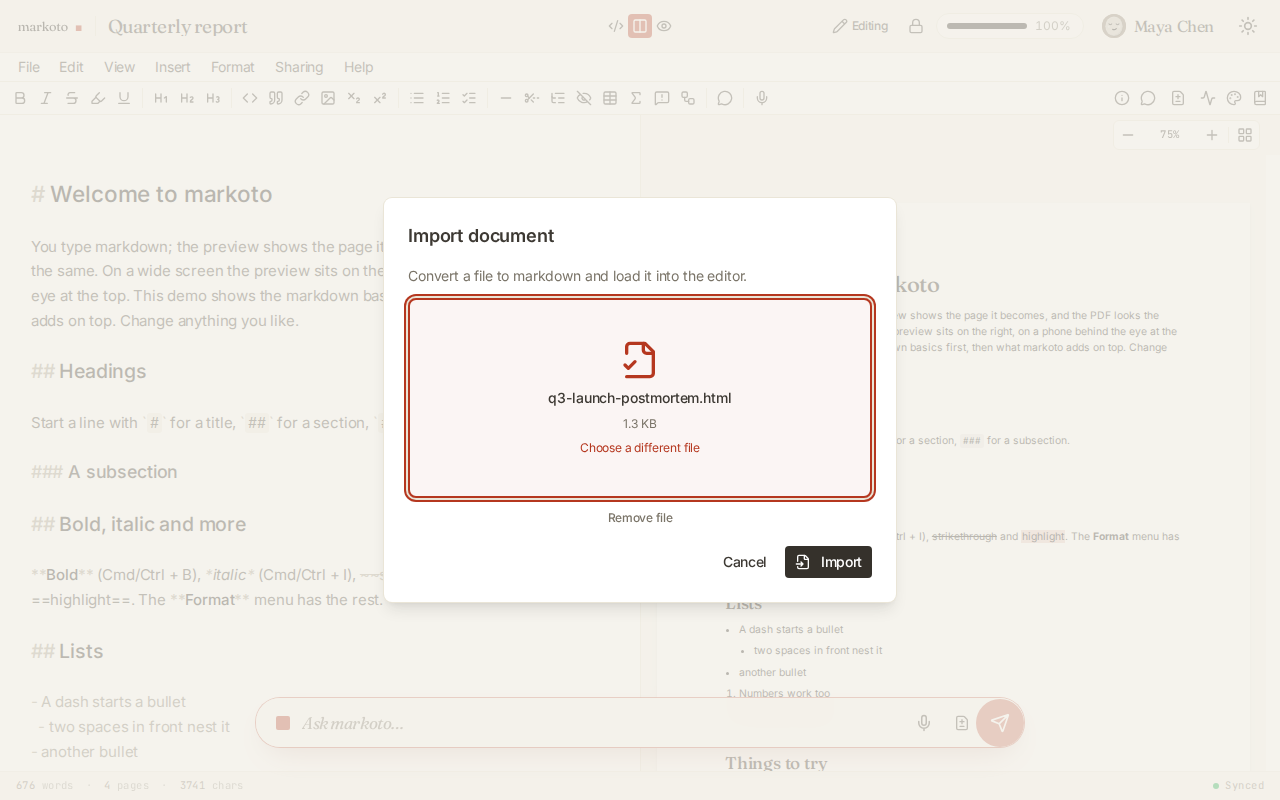 markoto
Quarterly report
Editing
100%
Maya Chen
File Edit View Insert Format Sharing Help
H1 H2 H3
75%
# Welcome to markoto
You type markdown; the preview shows the page it
the same. On a wide screen the preview sits on the
eye at the top. This demo shows the markdown bas
adds on top. Change anything you like.
## Headings
Start a line with `#` for a title, `##` for a section, `
### A subsection
## Bold, italic and more
**Bold** (Cmd/Ctrl + B), *italic* (Cmd/Ctrl + I), ~~s
==highlight==. The **Format** menu has the rest.
## Lists
- A dash starts a bullet
- two spaces in front nest it
- another bullet
Import document
Convert a file to markdown and load it into the editor.
q3-launch-postmortem.html
1.3 KB
Choose a different file
Remove file
Cancel
Import
koto
w shows the page it becomes, and the PDF looks the
review sits on the right, on a phone behind the eye at the
wn basics first, then what markoto adds on top. Change
or a section, ### for a subsection.
trl + I), strikethrough and highlight. The Format menu has
Lists
• A dash starts a bullet
• two spaces in front nest it
• another bullet
1. Numbers work too
Things to try
Ask markoto...
676 words · 4 pages · 3741 chars
Synced